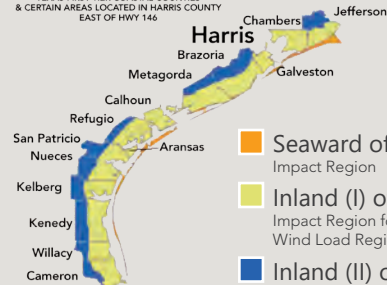 & CERTAIN AREAS LOCATED IN HARRIS COUNTY
EAST OF HWY 146
Jefferson
Chambers
Harris
Brazoria
Galveston
Metagorda
Calhoun
Refugio
San Patricio
Aransas
Nueces
Kelberg
Kenedy
Willacy
Cameron
Seaward of
Impact Region
Inland (I) o
Impact Region fo
Wind Load Regi
Inland (II) o